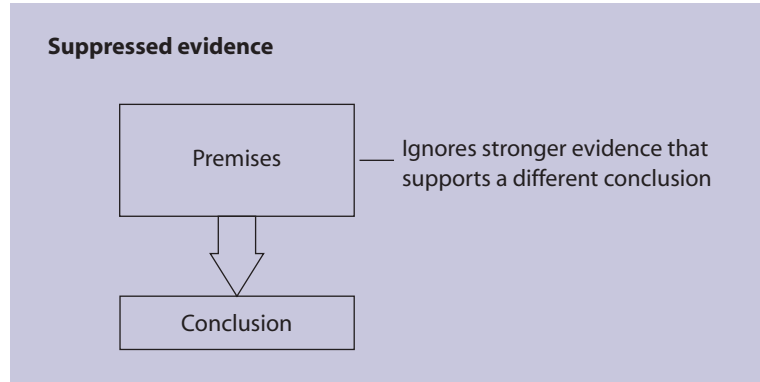 Suppressed evidence
Premises
Ignores stronger evidence that
supports a different conclusion
Conclusion